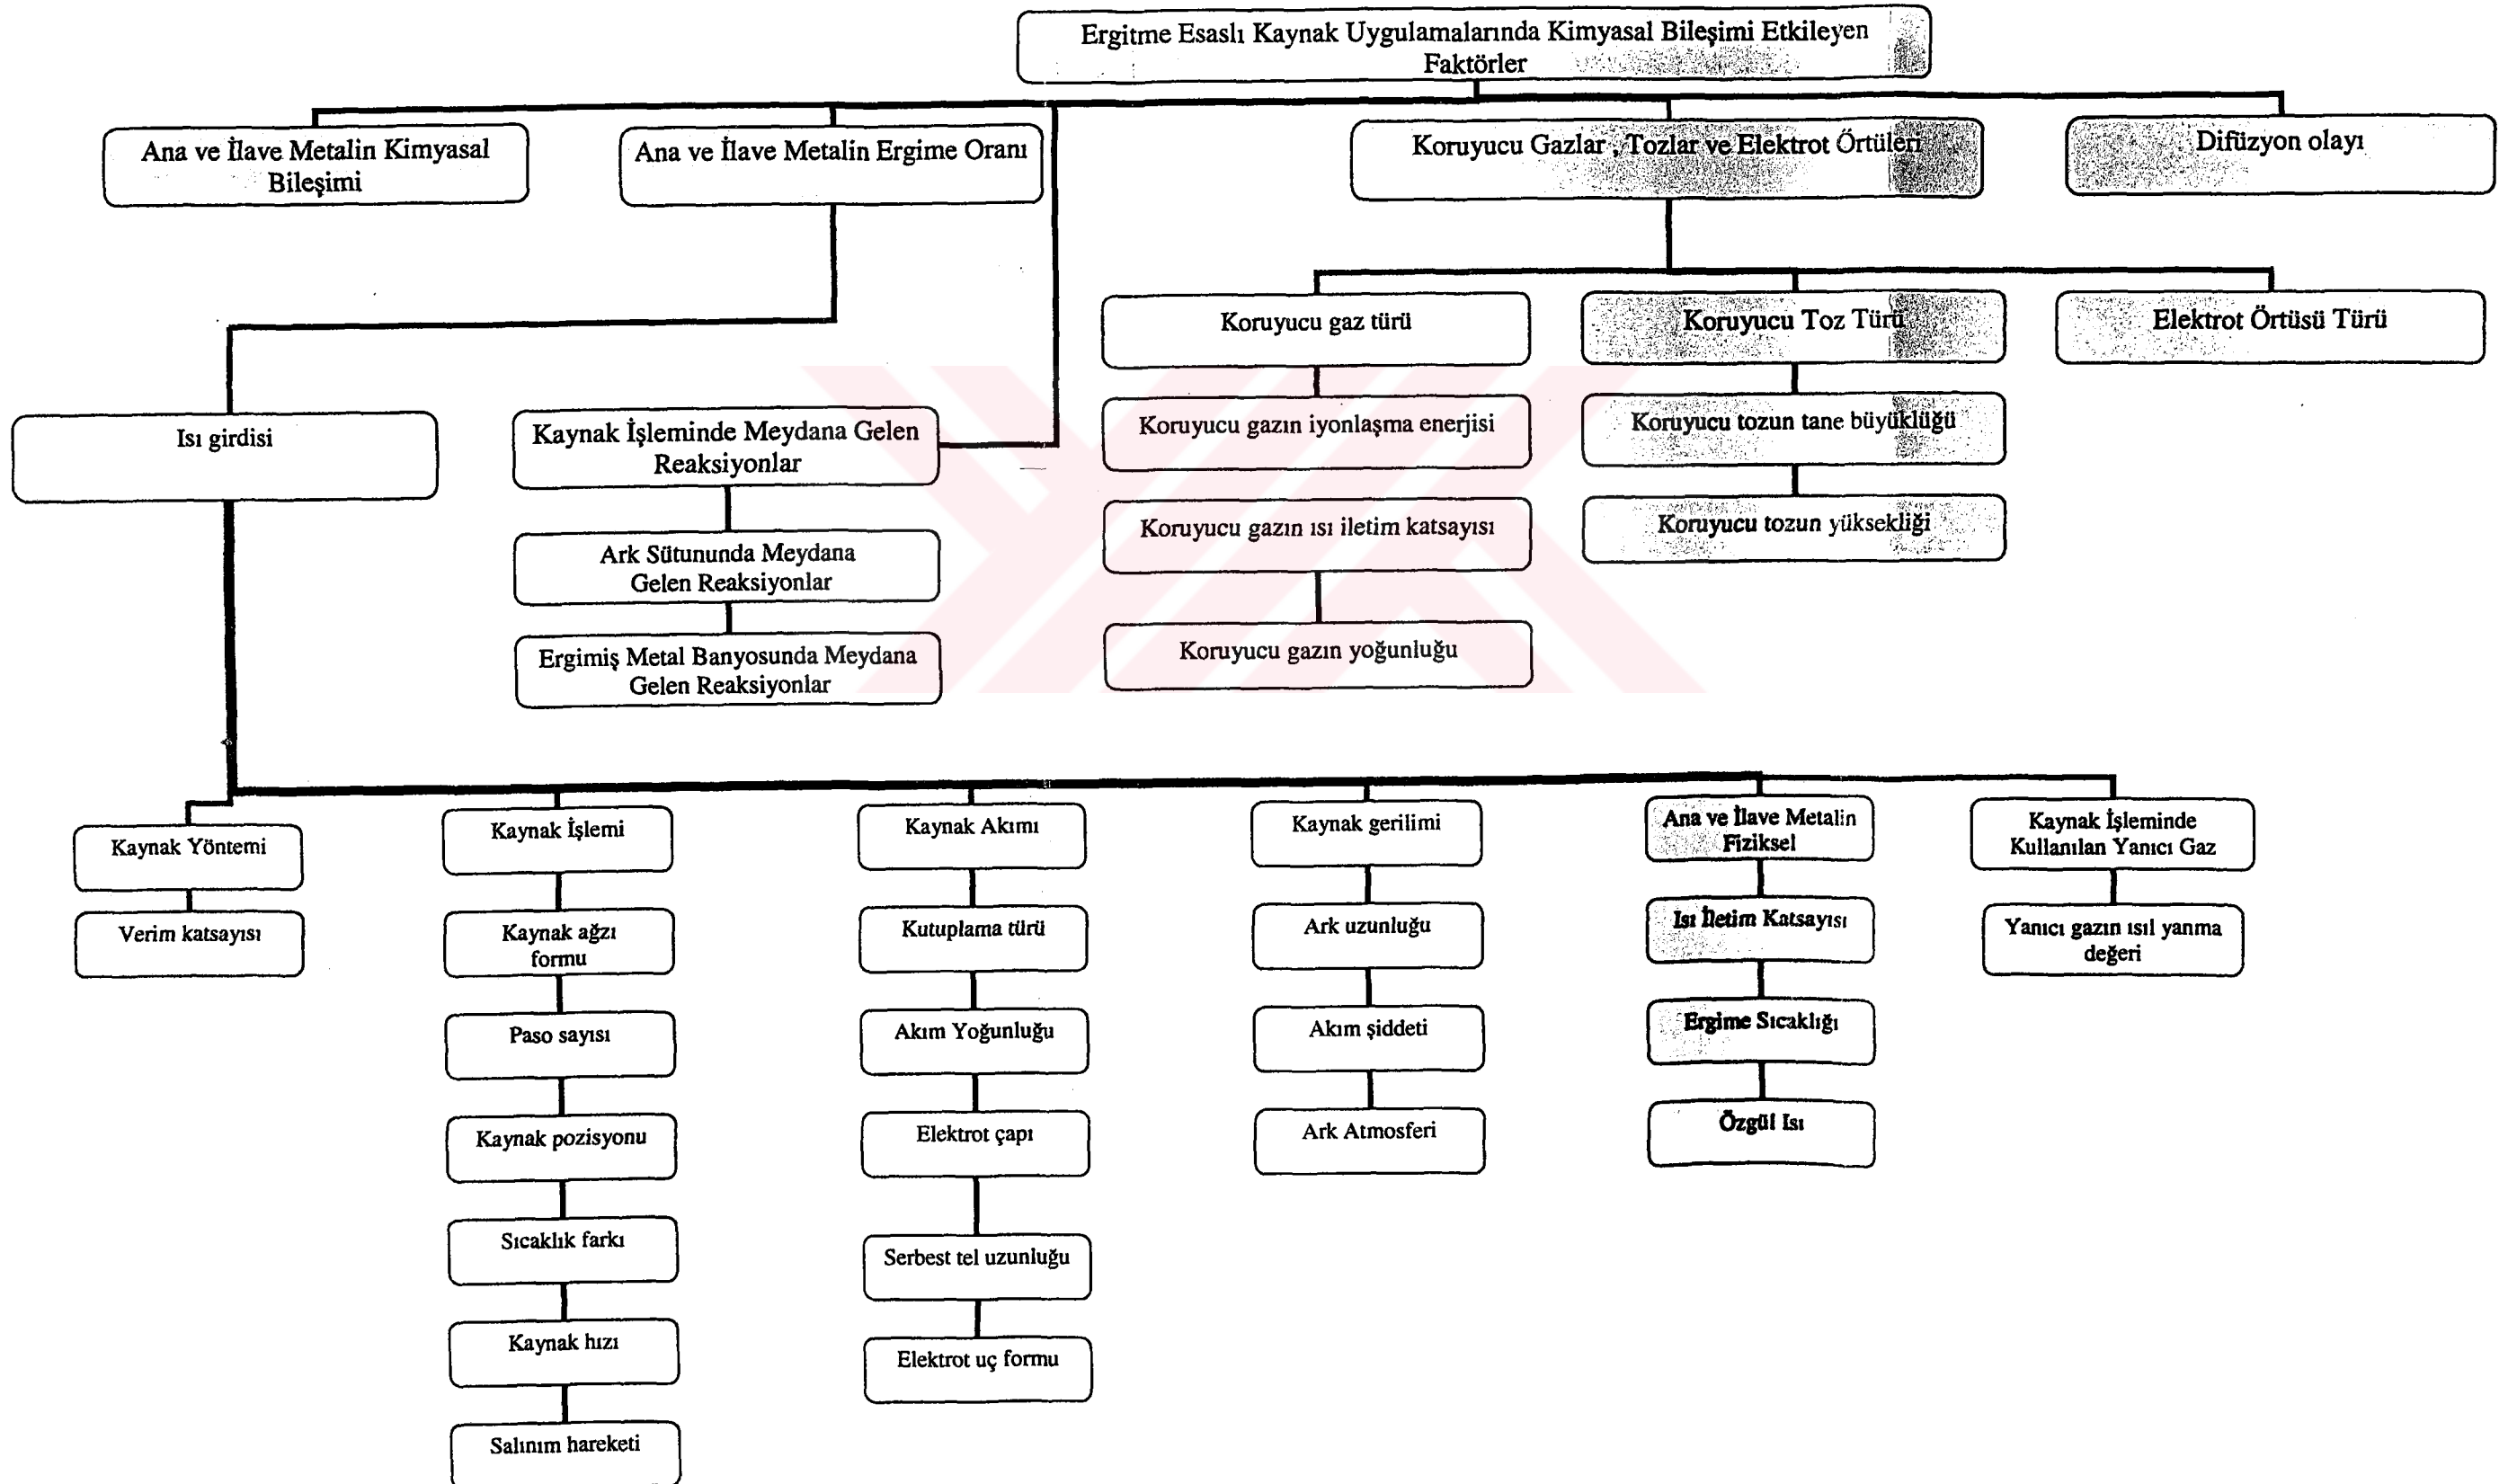 Ergitme Esaslı Kaynak Uygulamalarında Kimyasal Bileşimi Etkileyen
Faktörler
Ana ve İlave Metalin Kimyasal
Bileşimi
Ana ve İlave Metalin Ergime Oranı
Koruyucu Gazlar , Tozlar ve Elektrot Örtüleri
Difüzyon olayı
Koruyucu gaz türü
Koruyucu Toz Türü
Elektrot Örtüsü Türü
Isı girdisi
Kaynak İşleminde Meydana Gelen
Reaksiyonlar
Koruyucu gazın iyonlaşma enerjisi
Koruyucu tozun tane büyüklüğü
Ark Sütununda Meydana
Gelen Reaksiyonlar
Koruyucu gazın ısı iletim katsayısı
Koruyucu tozun yüksekliği
Ergimiş Metal Banyosunda Meydana
Gelen Reaksiyonlar
Koruyucu gazın yoğunluğu
Kaynak Yöntemi
Verim katsayısı
Kaynak İşlemi
Kaynak ağzı
formu
Paso sayısı
Kaynak pozisyonu
Sıcaklık farkı
Kaynak hızı
Salınım hareketi
Kaynak Akımı
Kutuplama türü
Akım Yoğunluğu
Elektrot çapı
Serbest tel uzunluğu
Elektrot uç formu
Kaynak gerilimi
Ark uzunluğu
Akım şiddeti
Ark Atmosferi
Ana ve İlave Metalin
Fiziksel
Isı İletim Katsayısı
Ergime Sıcaklığı
Özgül Isı
Kaynak İşleminde
Kullanılan Yanıcı Gaz
Yanıcı gazın ısıl yanma
değeri